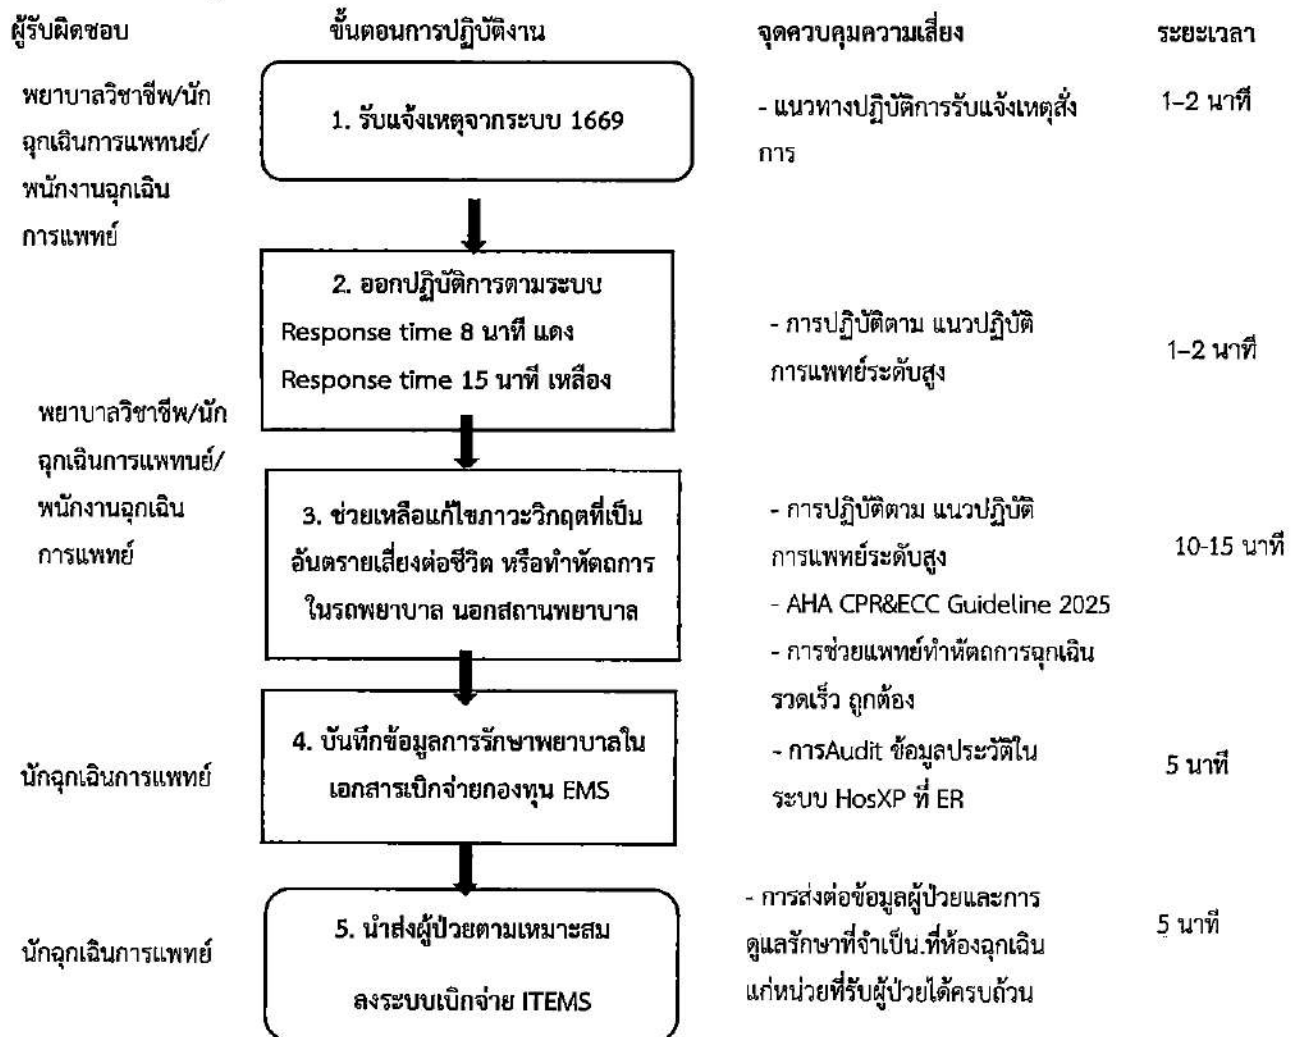 ผู้รับผิดชอบ ขั้นตอนการปฏิบัติงาน จุดควบคุมความเสี่ยง ระยะเวลา
พยาบาลวิชาชีพ/นัก
ฉุกเฉินการแพทนย์/
พนักงานฉุกเฉิน
การแพทย์
1. รับแจ้งเหตุจากระบบ 1669
- แนวทางปฏิบัติการรับแจ้งเหตุสั่ง
การ
1–2 นาที
2. ออกปฏิบัติการตามระบบ
Response time 8 นาที แดง
Response time 15 นาที เหลือง
- การปฏิบัติตาม แนวปฏิบัติ
การแพทย์ระดับสูง
1–2 นาที
พยาบาลวิชาชีพ/นัก
ฉุกเฉินการแพทนย์/
พนักงานฉุกเฉิน
การแพทย์
3. ช่วยเหลือแก้ไขภาวะวิกฤตที่เป็น
อันตรายเสี่ยงต่อชีวิต หรือทำหัตถการ
ในรถพยาบาล นอกสถานพยาบาล
- การปฏิบัติตาม แนวปฏิบัติ
การแพทย์ระดับสูง
- AHA CPR&ECC Guideline 2025
- การช่วยแพทย์ทำหัตถการฉุกเฉิน
รวดเร็ว ถูกต้อง
10-15 นาที
นักฉุกเฉินการแพทย์
4. บันทึกข้อมูลการรักษาพยาบาลใน
เอกสารเบิกจ่ายกองทุน EMS
- การAudit ข้อมูลประวัติใน
ระบบ HosXP ที่ ER
5 นาที
นักฉุกเฉินการแพทย์
5. นำส่งผู้ป่วยตามเหมาะสม
ลงระบบเบิกจ่าย ITEMS
- การส่งต่อข้อมูลผู้ป่วยและการ
ดูแลรักษาที่จำเป็น.ที่ห้องฉุกเฉิน
แก่หน่วยที่รับผู้ป่วยได้ครบถ้วน
5 นาที